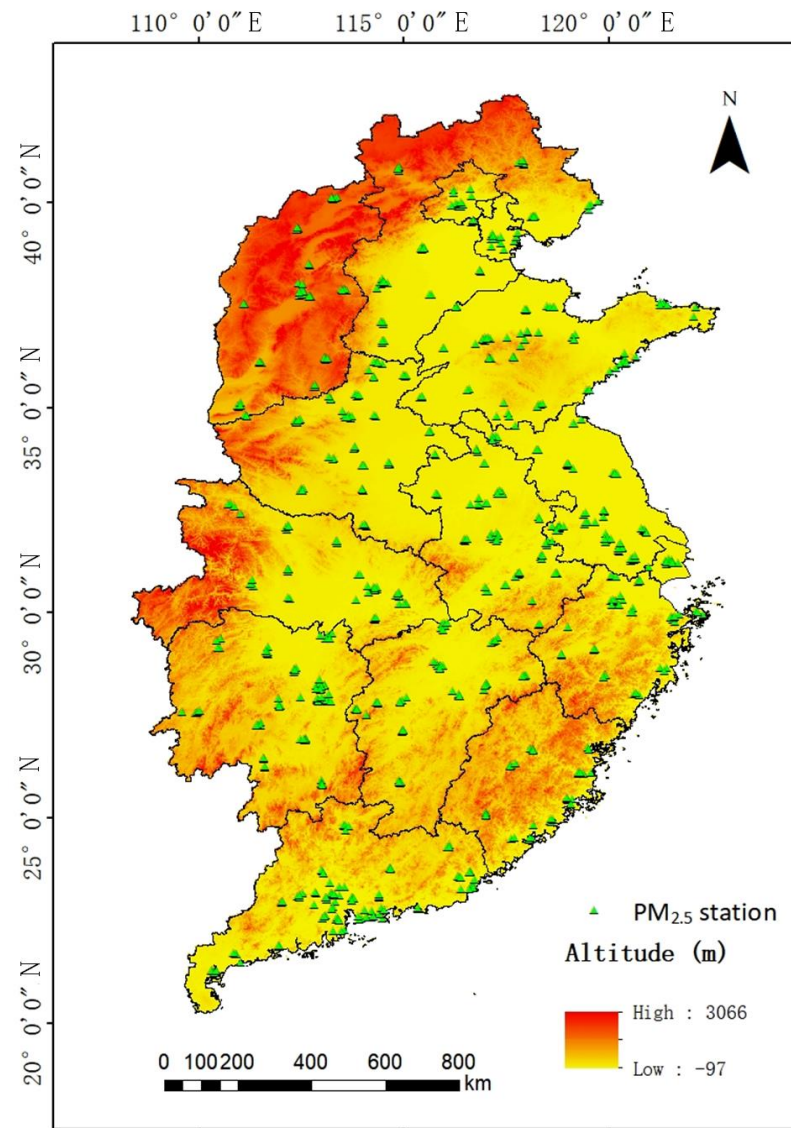 110° 0′0″E 115° 0′0″E 120° 0′0″E
N
40° 0′0″N
35° 0′0″N
30° 0′0″N
25° 0′0″N
20° 0′0″N
PM2.5 station
Altitude (m)
High : 3066
Low : -97
0 100 200 400 600 800
km